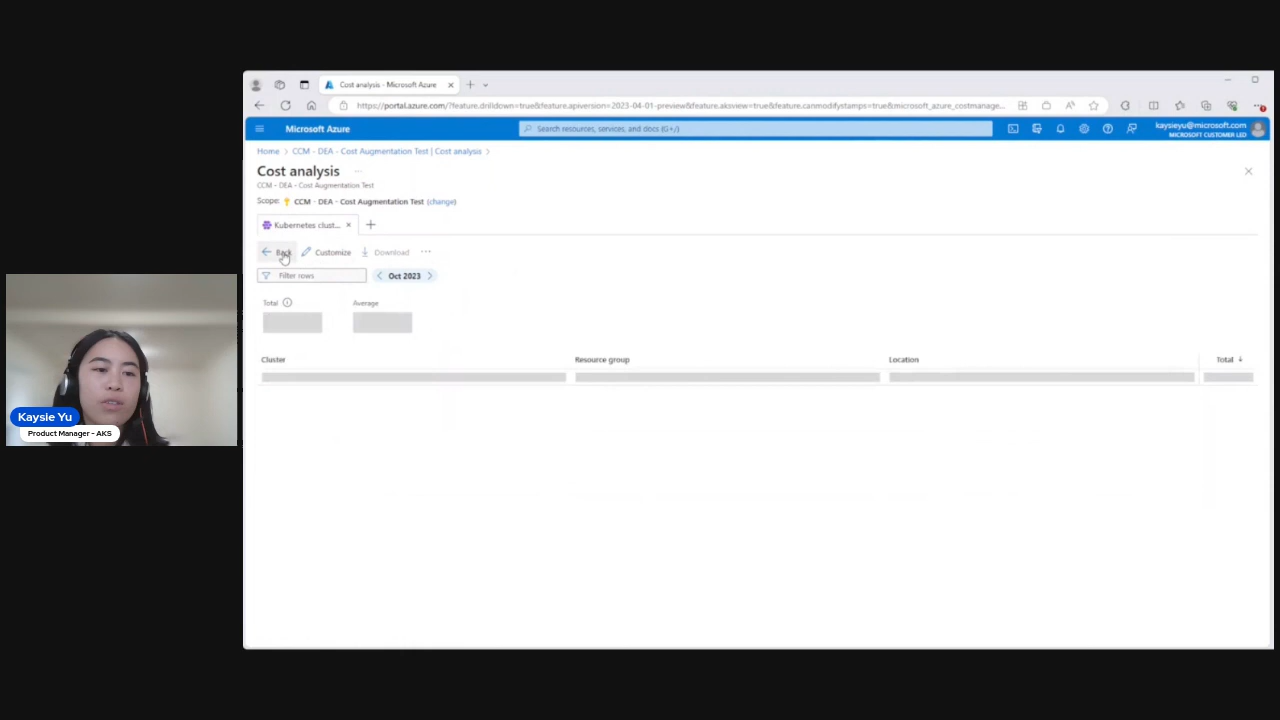 Cost analysis - Microsoft Azure
https://portal.azure.com/?feature.drilldown=true&feature.apiversion=2023-04-01-preview&feature.aksview=true&feature.canmodifystamps=true&microsoft_azure_costmanage...
Microsoft Azure
Search resources, services, and docs (G+/)
kaysieyu@microsoft.com
MICROSOFT CUSTOMER LED
Home > CCM - DEA - Cost Augmentation Test | Cost analysis >
Cost analysis ...
CCM - DEA - Cost Augmentation Test
Scope: CCM - DEA - Cost Augmentation Test (change)
Kubernetes clust...
Back Customize Download ...
Filter rows
Oct 2023
Total Average
Cluster Resource group Location Total
Kaysie Yu
Product Manager - AKS